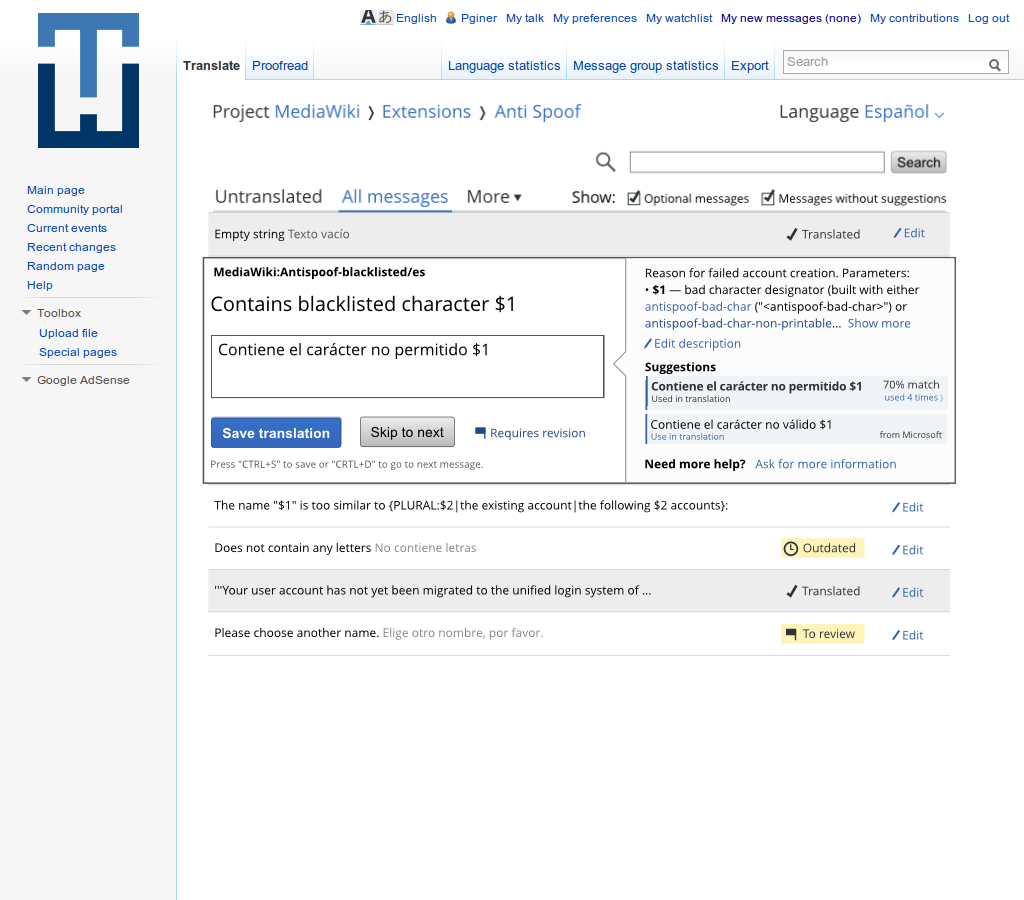 Aあ English Pginer My talk My preferences My watchlist My new messages (none) My contributions Log out
Translate Proofread Language statistics Message group statistics Export Search
Project MediaWiki ❭ Extensions ❭ Anti Spoof Language Español
Search
Untranslated All messages More ▾ Show: Optional messages Messages without suggestions
Main page
Community portal
Current events
Recent changes
Random page
Help
Toolbox
Upload file
Special pages
Google AdSense
Empty string Texto vacío Translated Edit
MediaWiki:Antispoof-blacklisted/es
Contains blacklisted character $1
Contiene el carácter no permitido $1
Save translation Skip to next Requires revision
Press "CTRL+S" to save or "CRTL+D" to go to next message.
Reason for failed account creation. Parameters:
• $1 — bad character designator (built with either
antispoof-bad-char ("<antispoof-bad-char>") or
antispoof-bad-char-non-printable... Show more
Edit description
Suggestions
Contiene el carácter no permitido $1 70% match
Used in translation used 4 times ⟩
Contiene el carácter no válido $1
Use in translation from Microsoft
Need more help? Ask for more information
The name "$1" is too similar to {PLURAL:$2|the existing account|the following $2 accounts}: Edit
Does not contain any letters No contiene letras Outdated Edit
'''Your user account has not yet been migrated to the unified login system of ... Translated Edit
Please choose another name. Elige otro nombre, por favor. To review Edit